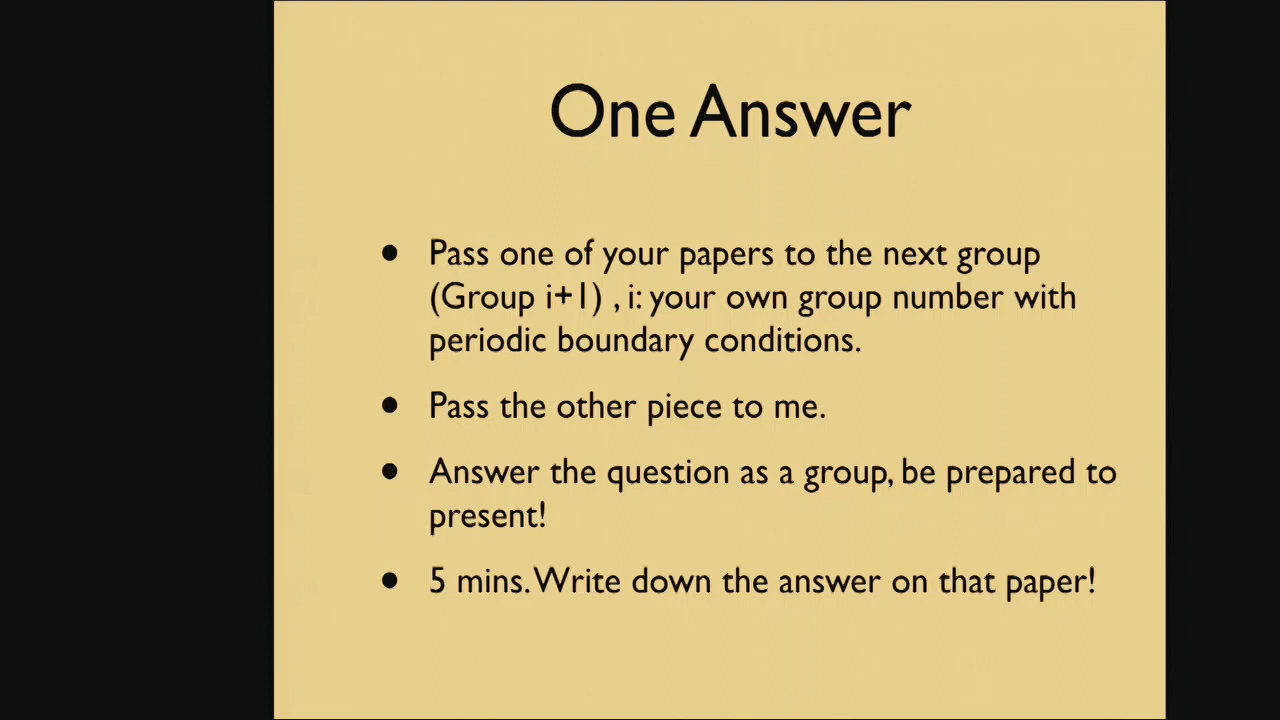 One Answer
• Pass one of your papers to the next group
(Group i+1) , i: your own group number with
periodic boundary conditions.
• Pass the other piece to me.
• Answer the question as a group, be prepared to
present!
• 5 mins. Write down the answer on that paper!